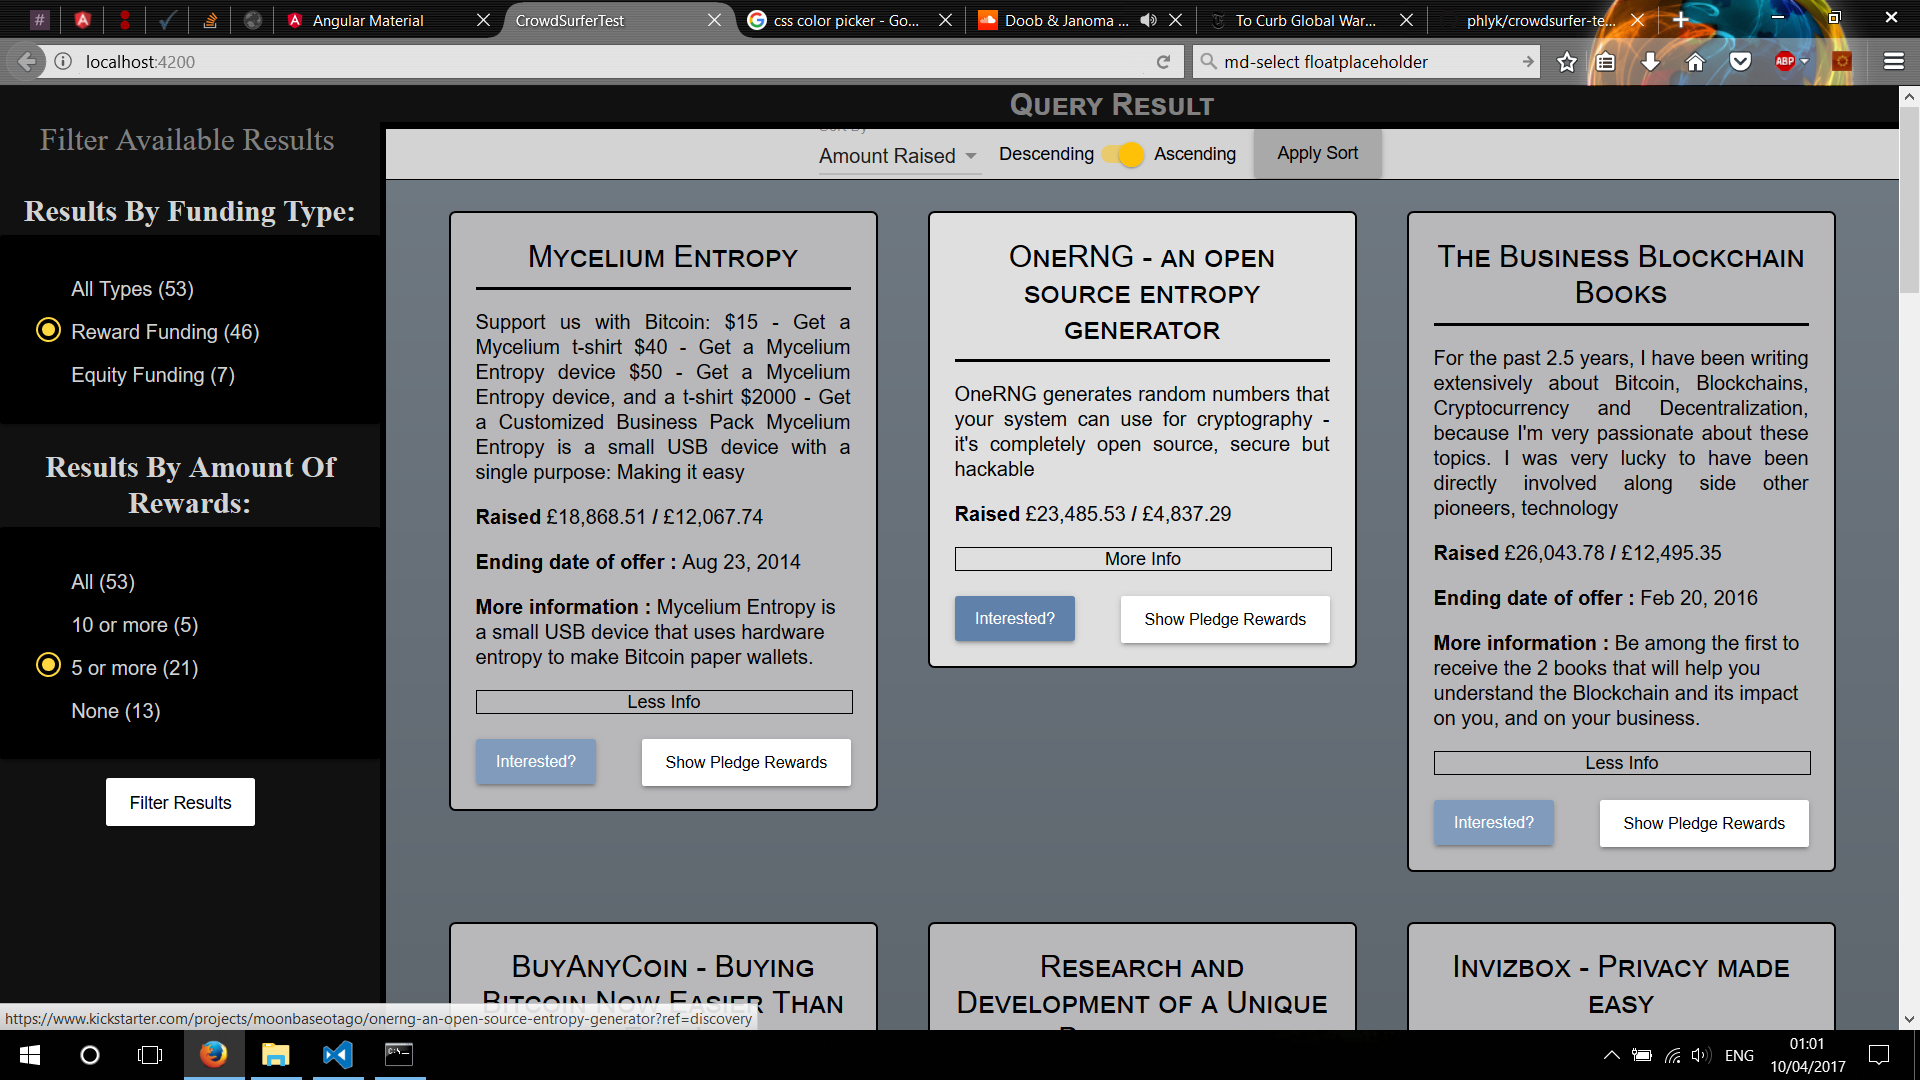 Angular Material
CrowdSurferTest
css color picker - Go...
Doob & Janoma ...
To Curb Global War...
phlyk/crowdsurfer-te...
localhost:4200
md-select floatplaceholder
ABP
Query Result
Filter Available Results
Sort By
Amount Raised
Descending
Ascending
Apply Sort
Results By Funding Type:
All Types (53)
Reward Funding (46)
Equity Funding (7)
Results By Amount Of
Rewards:
All (53)
10 or more (5)
5 or more (21)
None (13)
Filter Results
Mycelium Entropy
Support us with Bitcoin: $15 - Get a
Mycelium t-shirt $40 - Get a Mycelium
Entropy device $50 - Get a Mycelium
Entropy device, and a t-shirt $2000 - Get
a Customized Business Pack Mycelium
Entropy is a small USB device with a
single purpose: Making it easy
Raised £18,868.51 / £12,067.74
Ending date of offer : Aug 23, 2014
More information : Mycelium Entropy is
a small USB device that uses hardware
entropy to make Bitcoin paper wallets.
Less Info
Interested?
Show Pledge Rewards
OneRNG - an open
source entropy
generator
OneRNG generates random numbers that
your system can use for cryptography -
it's completely open source, secure but
hackable
Raised £23,485.53 / £4,837.29
More Info
Interested?
Show Pledge Rewards
The Business Blockchain
Books
For the past 2.5 years, I have been writing
extensively about Bitcoin, Blockchains,
Cryptocurrency and Decentralization,
because I'm very passionate about these
topics. I was very lucky to have been
directly involved along side other
pioneers, technology
Raised £26,043.78 / £12,495.35
Ending date of offer : Feb 20, 2016
More information : Be among the first to
receive the 2 books that will help you
understand the Blockchain and its impact
on you, and on your business.
Less Info
Interested?
Show Pledge Rewards
BuyAnyCoin - Buying
Bitcoin Now Easier Than
Research and
Development of a Unique
Invizbox - Privacy made
easy
https://www.kickstarter.com/projects/moonbaseotago/onerng-an-open-source-entropy-generator?ref=discovery
ENG
01:01
10/04/2017